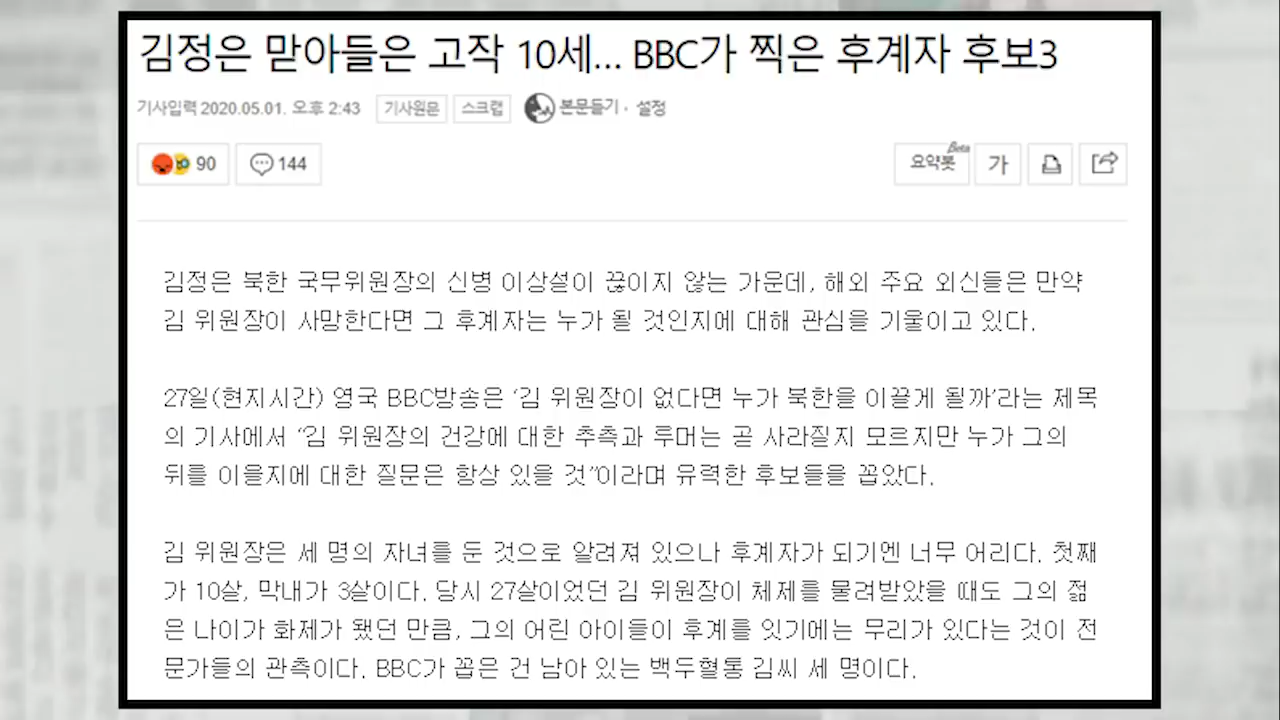 김정은 맏아들은 고작 10세... BBC가 찍은 후계자 후보3
기사입력 2020.05.01. 오후 2:43 기사원문 스크랩 본문듣기 · 설정
90 144 요약봇 Beta 가
김정은 북한 국무위원장의 신병 이상설이 끊이지 않는 가운데, 해외 주요 외신들은 만약
김 위원장이 사망한다면 그 후계자는 누가 될 것인지에 대해 관심을 기울이고 있다.
27일(현지시간) 영국 BBC방송은 ‘김 위원장이 없다면 누가 북한을 이끌게 될까’라는 제목
의 기사에서 “김 위원장의 건강에 대한 추측과 루머는 곧 사라질지 모르지만 누가 그의
뒤를 이을지에 대한 질문은 항상 있을 것”이라며 유력한 후보들을 꼽았다.
김 위원장은 세 명의 자녀를 둔 것으로 알려져 있으나 후계자가 되기엔 너무 어리다. 첫째
가 10살, 막내가 3살이다. 당시 27살이었던 김 위원장이 체제를 물려받았을 때도 그의 젊
은 나이가 화제가 됐던 만큼, 그의 어린 아이들이 후계를 잇기에는 무리가 있다는 것이 전
문가들의 관측이다. BBC가 꼽은 건 남아 있는 백두혈통 김씨 세 명이다.